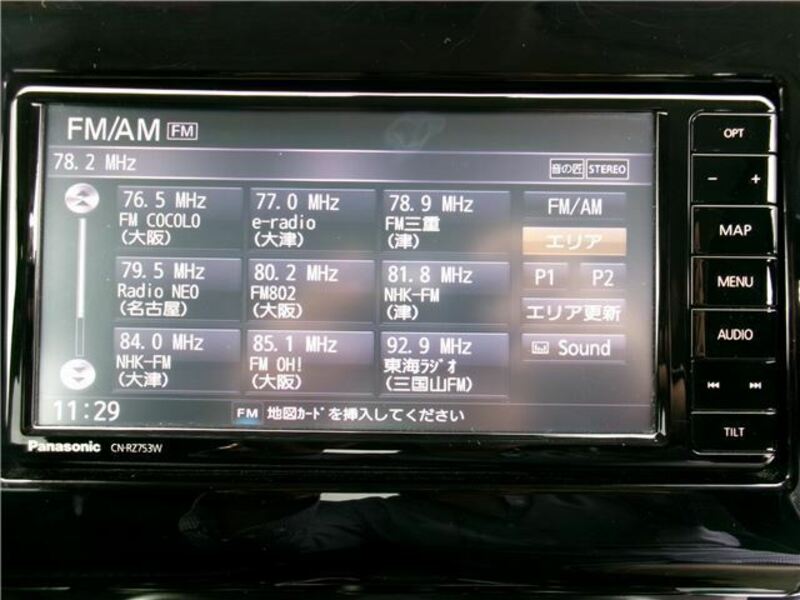 FM/AM FM
78.2 MHz
音の匠 STEREO
76.5 MHz
FM COCOLO
(大阪)
77.0 MHz
e-radio
(大津)
78.9 MHz
FM三重
(津)
79.5 MHz
Radio NEO
(名古屋)
80.2 MHz
FM802
(大阪)
81.8 MHz
NHK-FM
(津)
84.0 MHz
NHK-FM
(大津)
85.1 MHz
FM OH!
(大阪)
92.9 MHz
東海ラジオ
(三国山FM)
FM/AM
エリア
P1 P2
エリア更新
Sound
11:29
FM 地図カードを挿入してください
Panasonic CN-RZ753W
OPT
- +
MAP
MENU
AUDIO
TILT